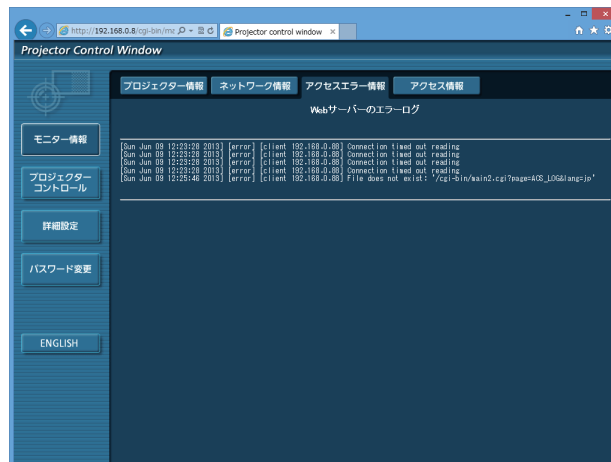 http://192.168.0.8/cgi-bin/ma
Projector control window
Projector Control Window
プロジェクター情報
ネットワーク情報
アクセスエラー情報
アクセス情報
Webサーバーのエラーログ
モニター情報
プロジェクター
コントロール
詳細設定
パスワード変更
ENGLISH
[Sun Jun 09 12:23:28 2013] [error] [client 192.168.0.88] Connection timed out reading
[Sun Jun 09 12:23:28 2013] [error] [client 192.168.0.88] Connection timed out reading
[Sun Jun 09 12:23:28 2013] [error] [client 192.168.0.88] Connection timed out reading
[Sun Jun 09 12:23:28 2013] [error] [client 192.168.0.88] Connection timed out reading
[Sun Jun 09 12:25:46 2013] [error] [client 192.168.0.88] File does not exist: '/cgi-bin/main2.cgi?page=ACS_LOG&lang=jp'